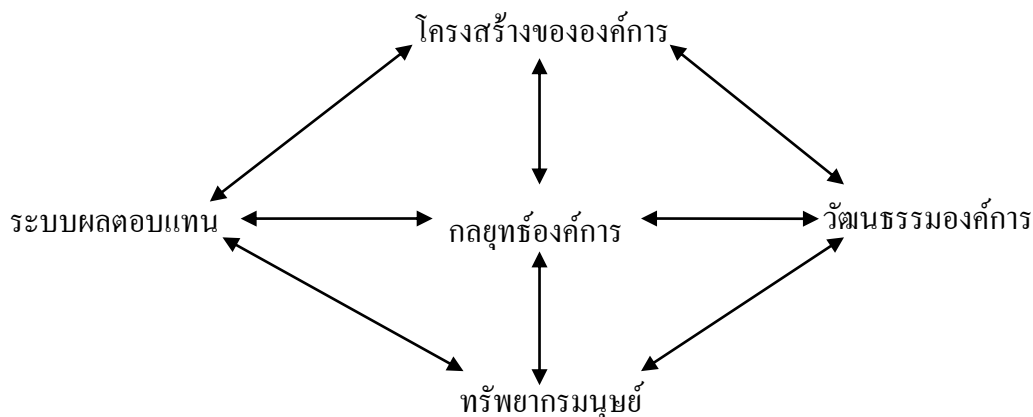 โครงสร้างขององค์การ
ระบบผลตอบแทน
กลยุทธ์องค์การ
วัฒนธรรมองค์การ
ทรัพยากรมนุษย์